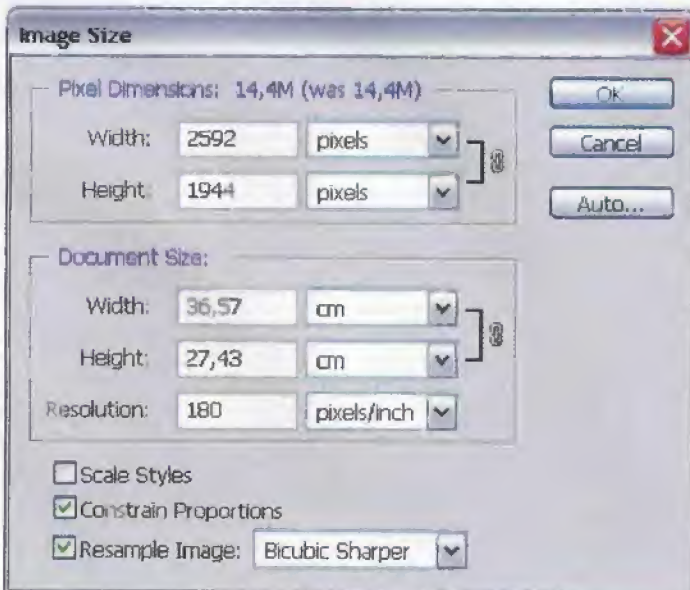 Image Size
Pixel Dimensions: 14,4M (was 14,4M)
OK
Width: 2592 pixels
Cancel
Height: 1944 pixels
Auto...
Document Size:
Width: 36,57 cm
Height: 27,43 cm
Resolution: 180 pixels/inch
Scale Styles
Constrain Proportions
Resample Image: Bicubic Sharper